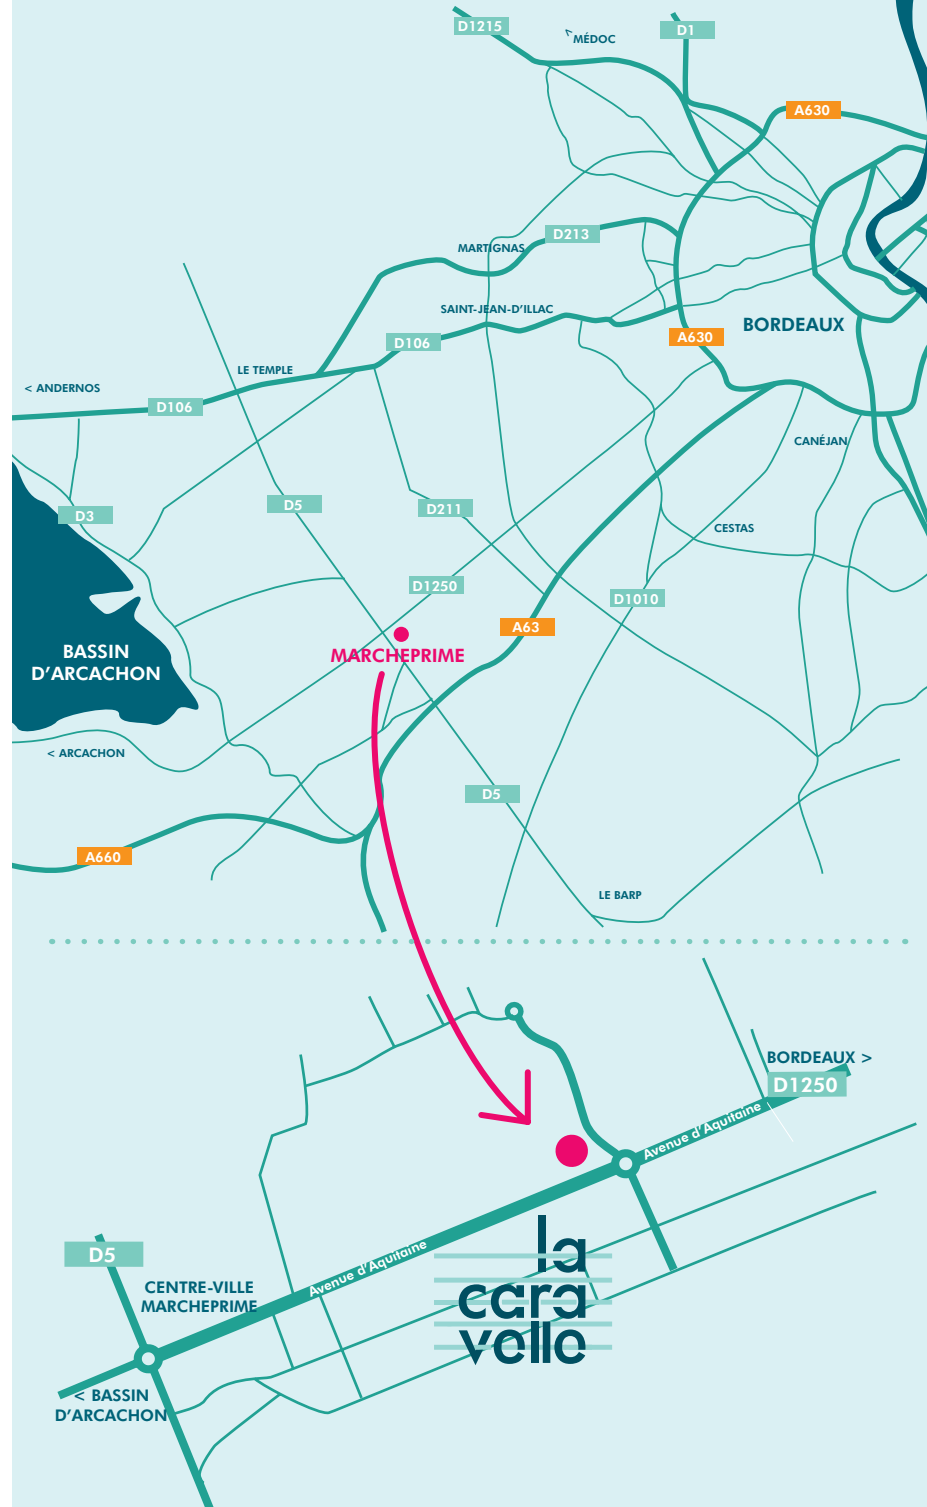 D1215
< MÉDOC
D1
A630
D213
MARTIGNAS
SAINT-JEAN-D'ILLAC
BORDEAUX
A630
D106
LE TEMPLE
< ANDERNOS
D106
CANÉJAN
D3
D5
D211
CESTAS
D1250
D1010
A63
MARCHEPRIME
BASSIN
D'ARCACHON
< ARCACHON
D5
A660
LE BARP
BORDEAUX >
D1250
Avenue d'Aquitaine
la
cara
velle
D5
Avenue d'Aquitaine
CENTRE-VILLE
MARCHEPRIME
< BASSIN
D'ARCACHON